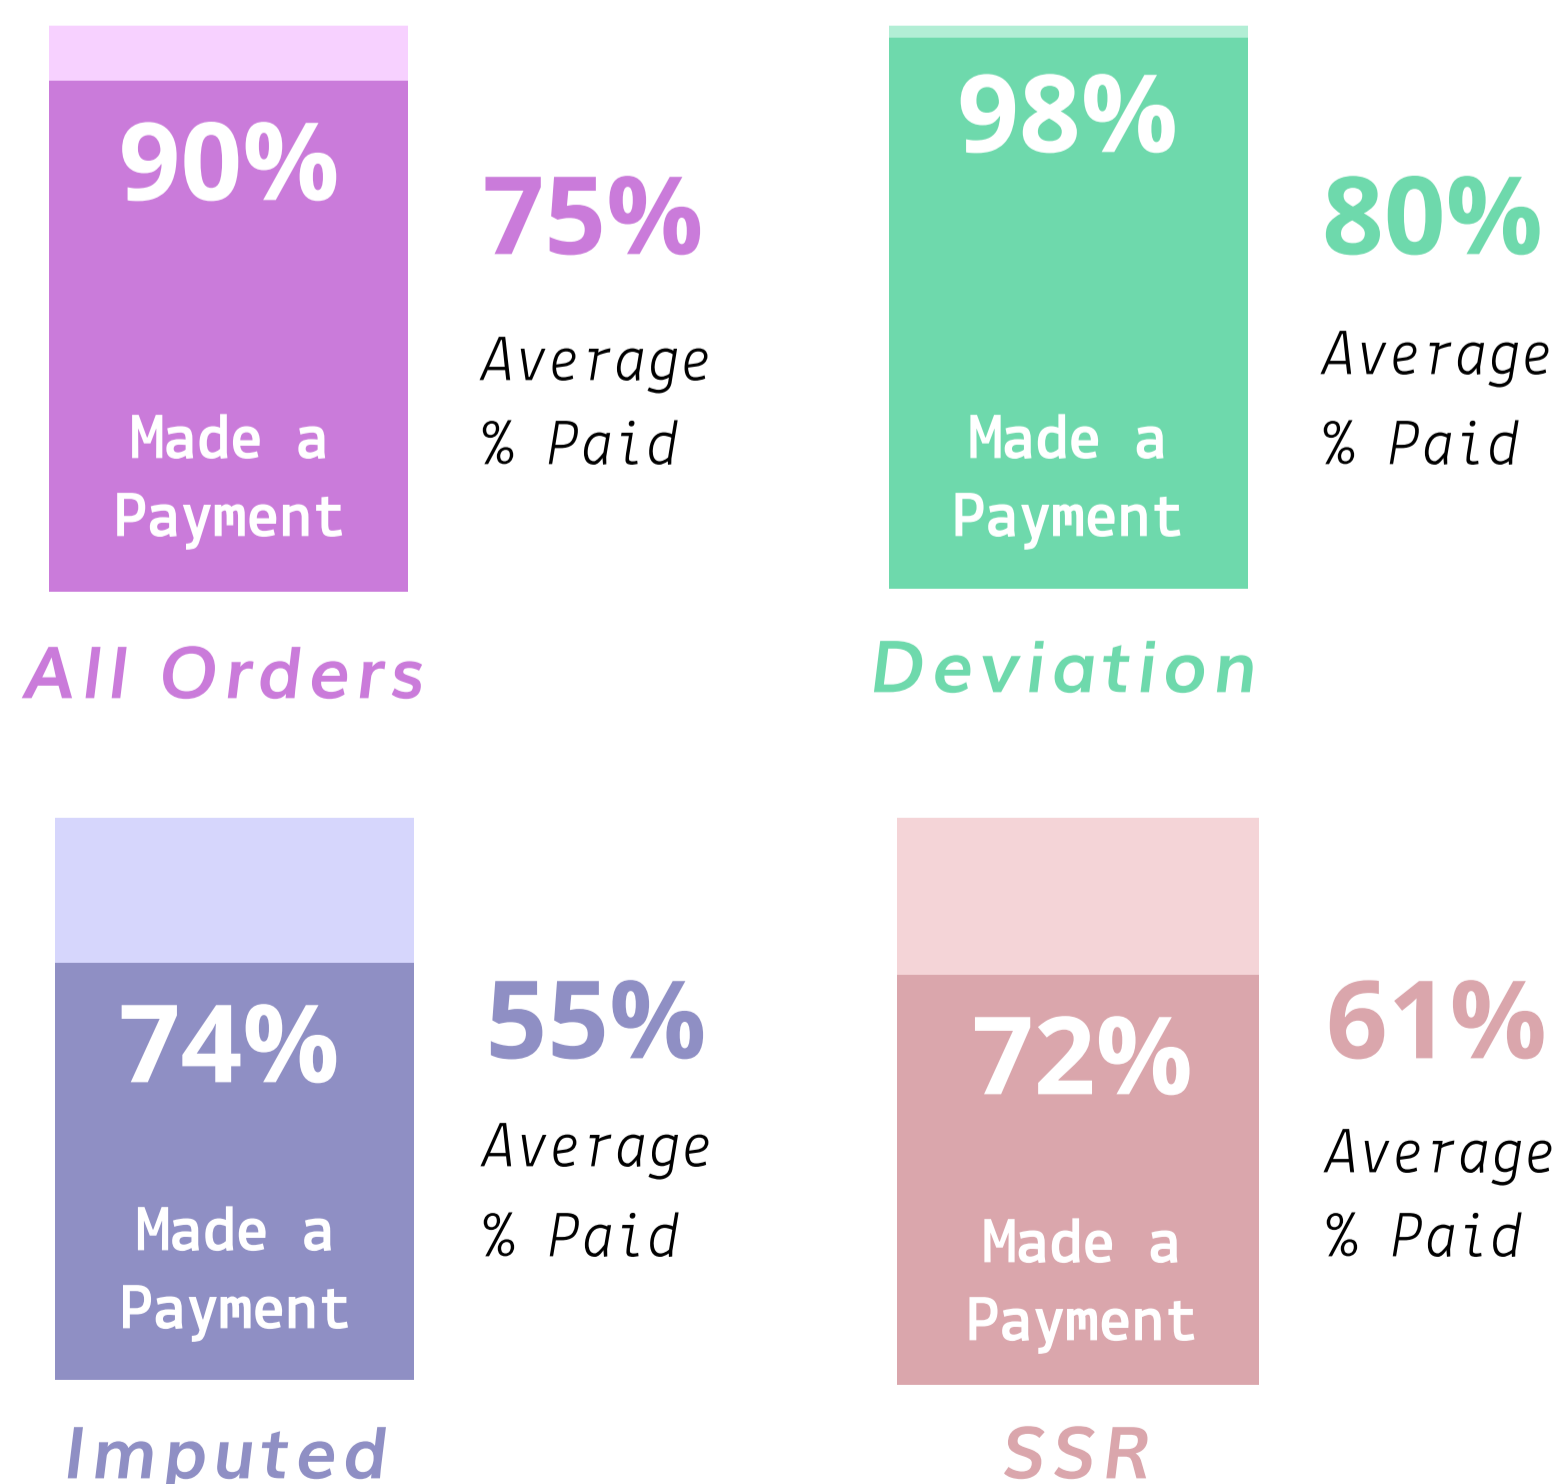 90%
Made a
Payment
75%
Average
% Paid
All Orders
98%
Made a
Payment
80%
Average
% Paid
Deviation
74%
Made a
Payment
55%
Average
% Paid
Imputed
72%
Made a
Payment
61%
Average
% Paid
SSR